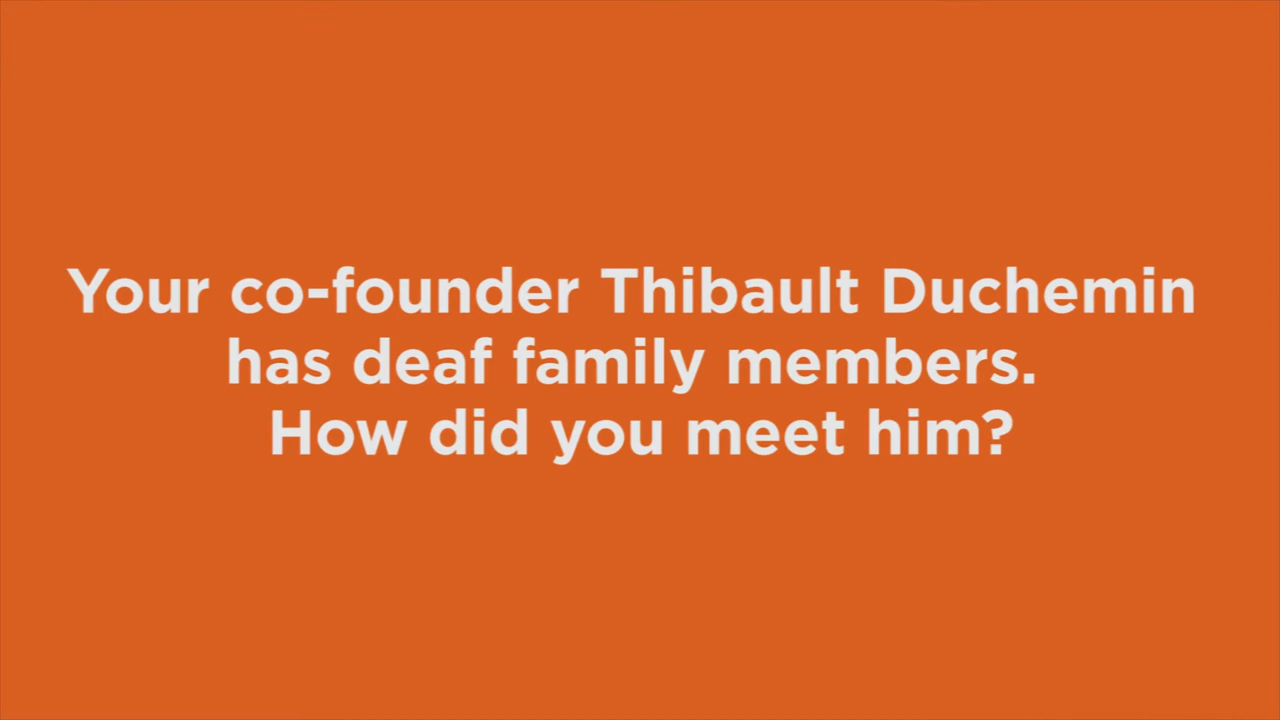 Your co-founder Thibault Duchemin
has deaf family members.
How did you meet him?